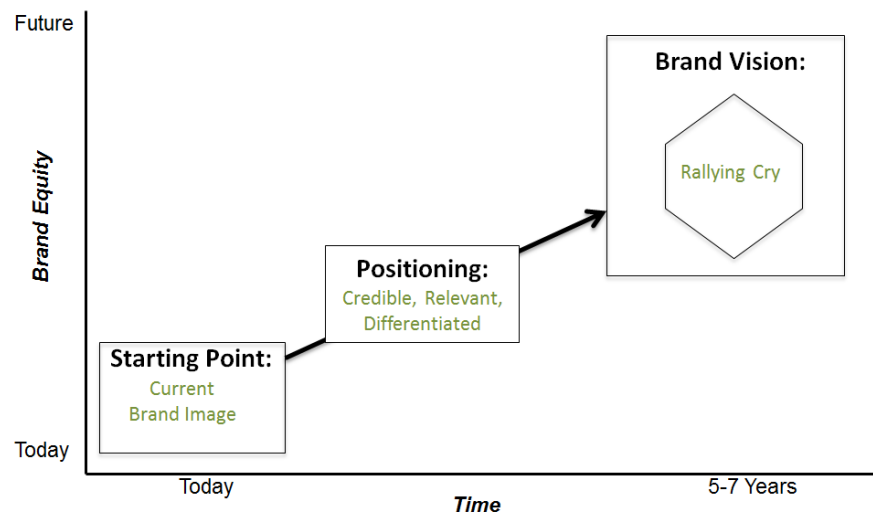 Future
Brand Vision:
Rallying Cry
Brand Equity
Positioning:
Credible, Relevant,
Differentiated
Starting Point:
Current
Brand Image
Today
Today
5-7 Years
Time